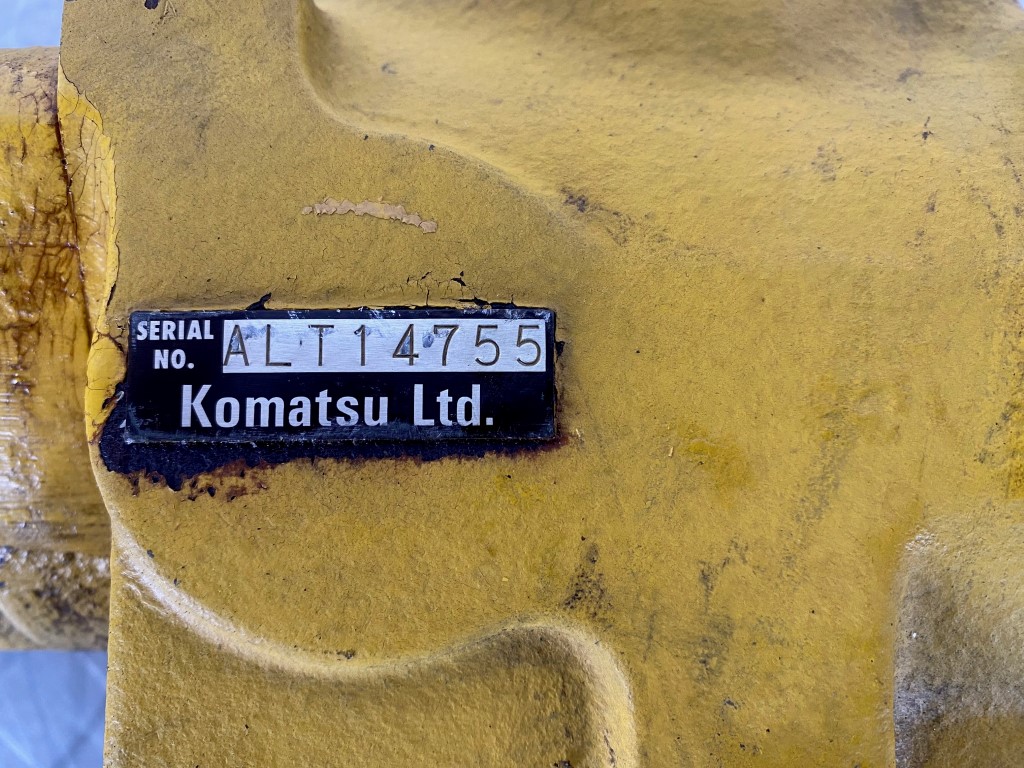 SERIAL NO. ALT14755
Komatsu Ltd.